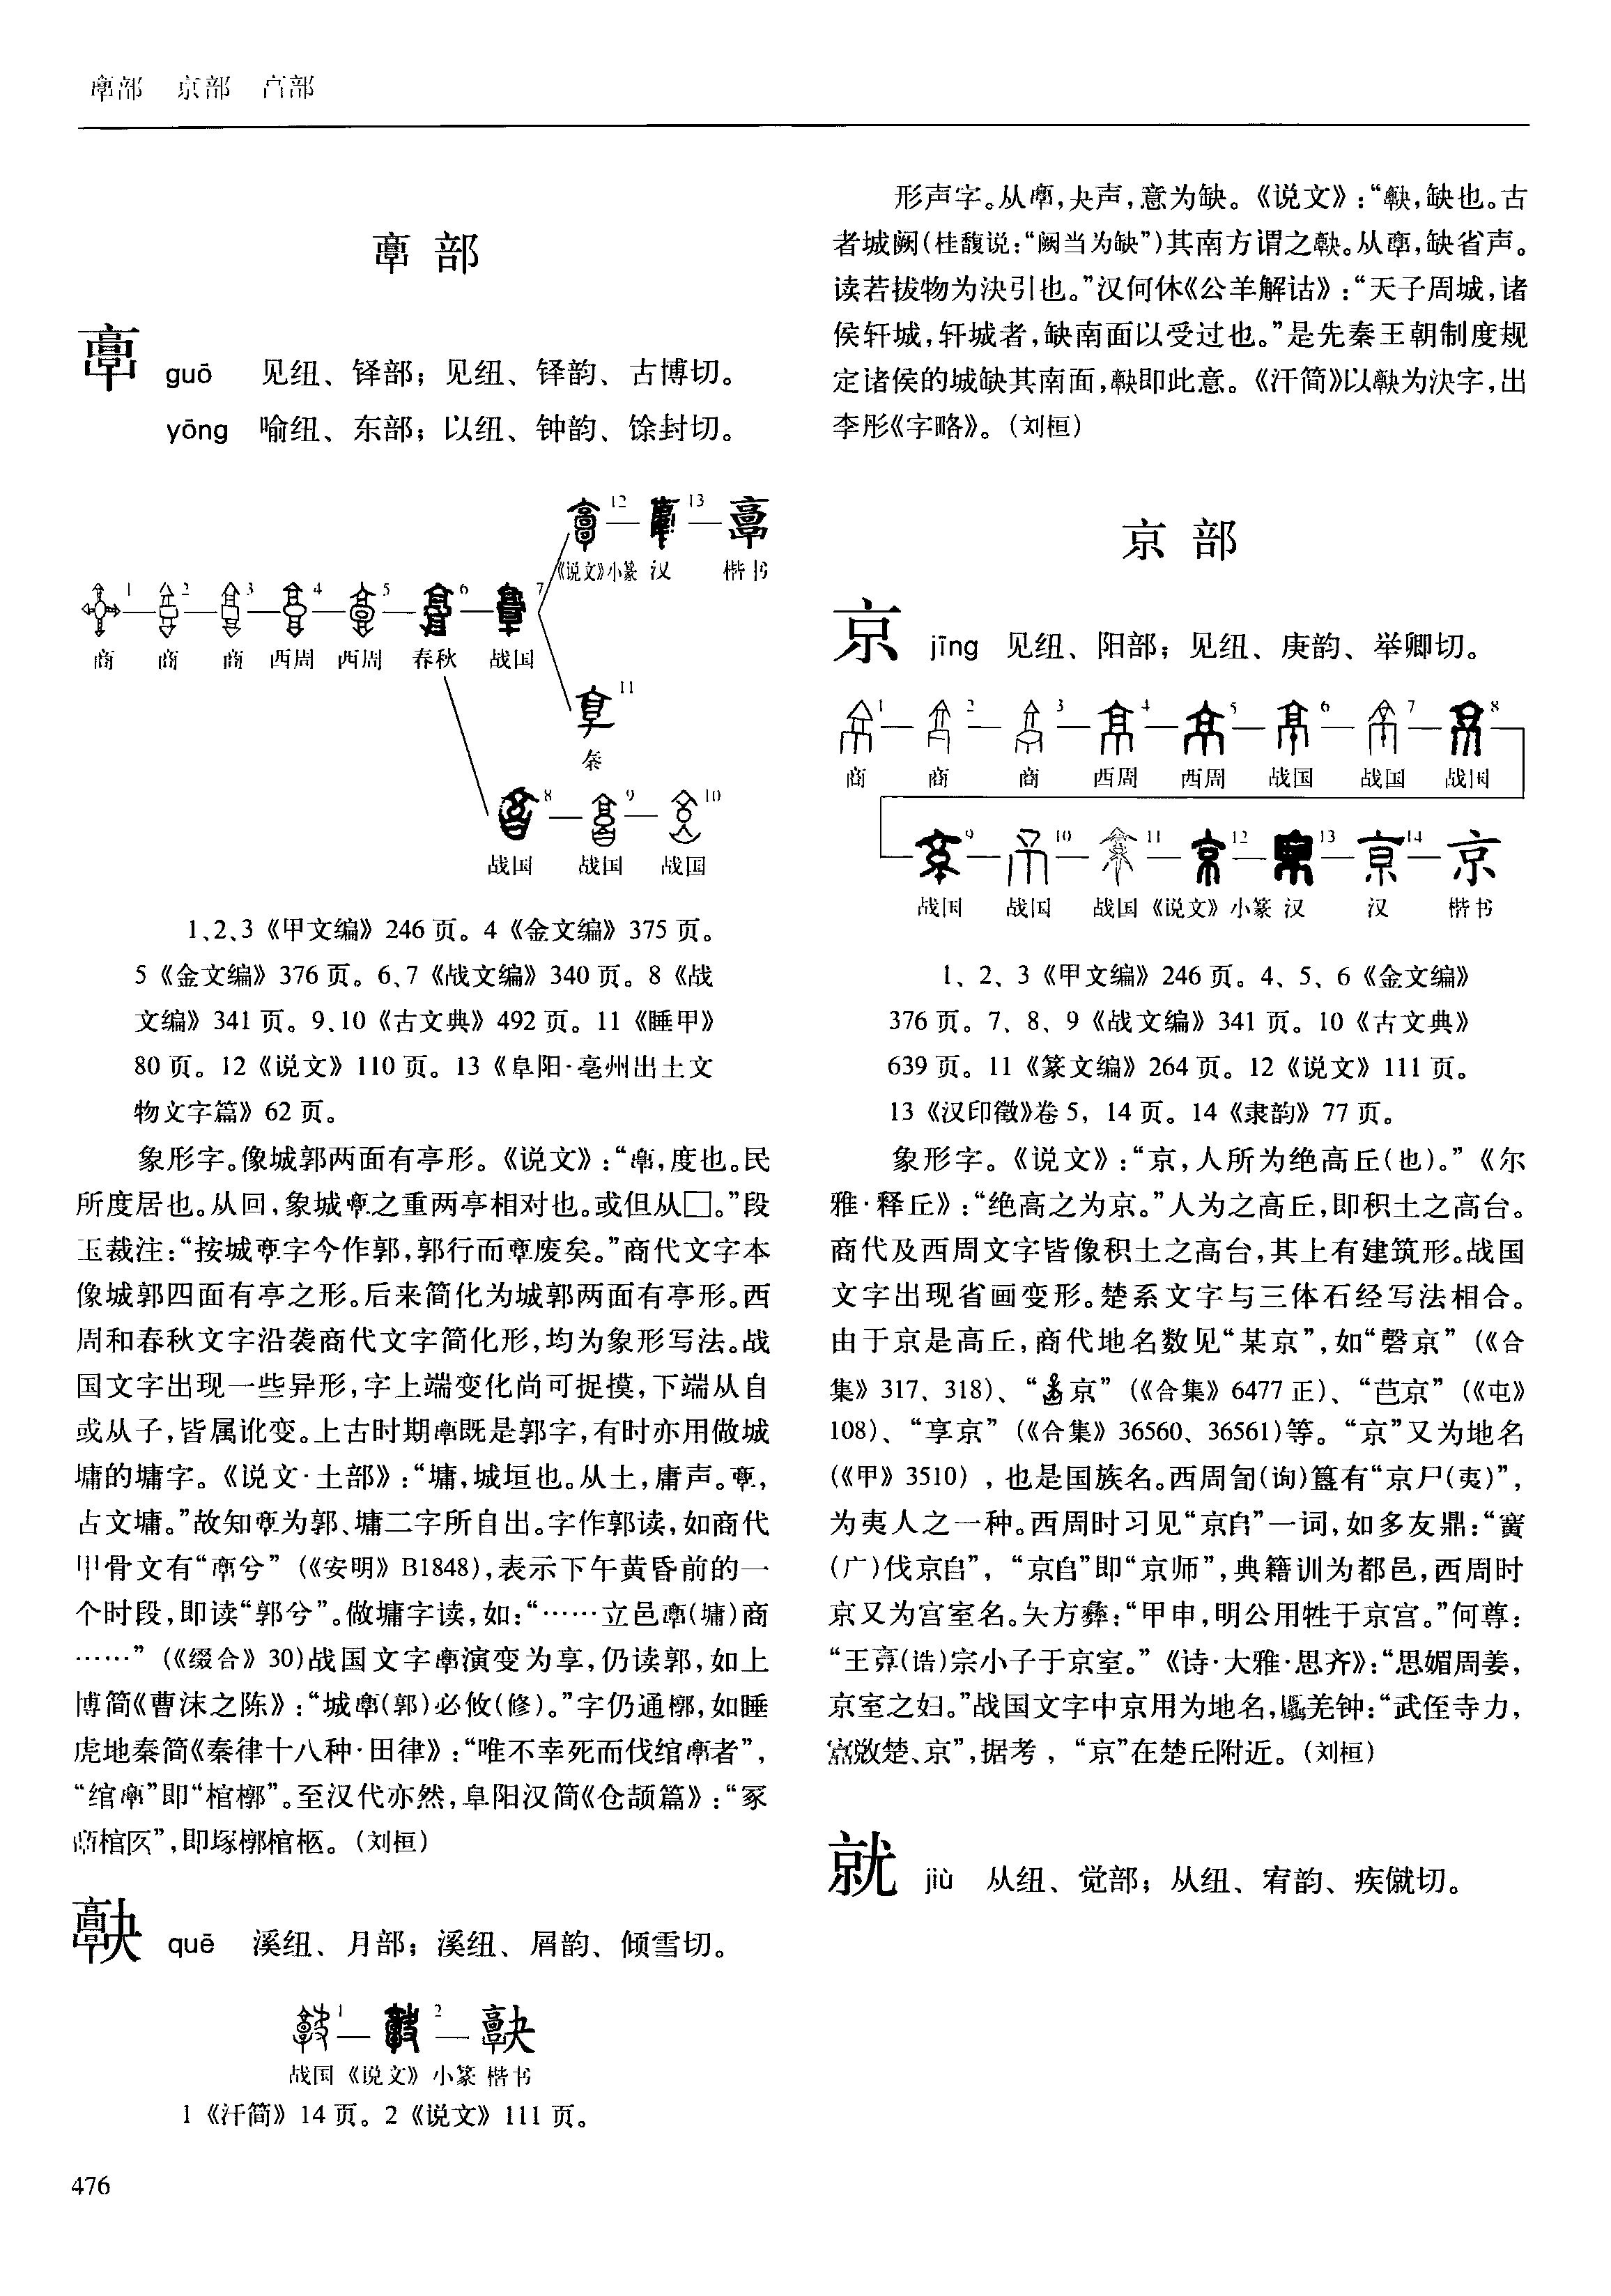 𩫏部 京部 亯部
𩫏 部
𩫏 guō 见纽、铎部；见纽、铎韵、古博切。
yōng 喻纽、东部；以纽、钟韵、馀封切。
12 13
《说文》小篆 汉 楷书
1 2 3 4 5 6 7
商 商 商 西周 西周 春秋 战国
11
秦
8 9 10
战国 战国 战国
1、2、3《甲文编》246 页。4《金文编》375 页。
5《金文编》376 页。6、7《战文编》340 页。8《战
文编》341 页。9、10《古文典》492 页。11《睡甲》
80 页。12《说文》110 页。13《阜阳·亳州出土文
物文字篇》62 页。
象形字。像城郭两面有亭形。《说文》：“𩫏，度也。民
所度居也。从回，象城𩫏之重两亭相对也。或但从囗。”段
玉裁注：“按城𩫏字今作郭，郭行而𩫏废矣。”商代文字本
像城郭四面有亭之形。后来简化为城郭两面有亭形。西
周和春秋文字沿袭商代文字简化形，均为象形写法。战
国文字出现一些异形，字上端变化尚可捉摸，下端从自
或从子，皆属讹变。上古时期𩫏既是郭字，有时亦用做城
墉的墉字。《说文·土部》：“墉，城垣也。从土，庸声。𩫏，
古文墉。”故知𩫏为郭、墉二字所自出。字作郭读，如商代
甲骨文有“𩫏兮”（《安明》B1848），表示下午黄昏前的一
个时段，即读“郭兮”。做墉字读，如：“……立邑𩫏（墉）商
……”（《缀合》30）战国文字𩫏演变为享，仍读郭，如上
博简《曹沫之陈》：“城𩫏（郭）必攸（修）。”字仍通椁，如睡
虎地秦简《秦律十八种·田律》：“唯不幸死而伐绾𩫏者”，
“绾𩫏”即“棺椁”。至汉代亦然，阜阳汉简《仓颉篇》：“冢
𩫏棺匛”，即塚椁棺柩。（刘桓）
𩫨 quē 溪纽、月部；溪纽、屑韵、倾雪切。
1 2
战国 《说文》小篆 楷书
1《汗简》14 页。2《说文》111 页。
形声字。从𩫏，夬声，意为缺。《说文》：“𩫨，缺也。古
者城阙（桂馥说：“阙当为缺”）其南方谓之𩫨。从𩫏，缺省声。
读若拔物为决引也。”汉何休《公羊解诂》：“天子周城，诸
侯轩城，轩城者，缺南面以受过也。”是先秦王朝制度规
定诸侯的城缺其南面，𩫨即此意。《汗简》以𩫨为決字，出
李彤《字略》。（刘桓）
京 部
京 jīng 见纽、阳部；见纽、庚韵、举卿切。
1 2 3 4 5 6 7 8
商 商 商 西周 西周 战国 战国 战国
9 10 11 12 13 14 京
战国 战国 战国 《说文》小篆 汉 汉 楷书
1、2、3《甲文编》246 页。4、5、6《金文编》
376 页。7、8、9《战文编》341 页。10《古文典》
639 页。11《篆文编》264 页。12《说文》111 页。
13《汉印徵》卷 5，14 页。14《隶韵》77 页。
象形字。《说文》：“京，人所为绝高丘（也）。”《尔
雅·释丘》：“绝高之为京。”人为之高丘，即积土之高台。
商代及西周文字皆像积土之高台，其上有建筑形。战国
文字出现省画变形。楚系文字与三体石经写法相合。
由于京是高丘，商代地名数见“某京”，如“磬京”（《合
集》317、318）、“京”（《合集》6477 正）、“芑京”（《屯》
108）、“享京”（《合集》36560、36561）等。“京”又为地名
（《甲》3510），也是国族名。西周訇（询）簋有“京尸（夷）”，
为夷人之一种。西周时习见“京𠂤”一词，如多友鼎：“（广）伐京𠂤”，“京𠂤”即“京师”，典籍训为都邑，西周时
京又为宫室名。夨方彝：“甲申，明公用牲于京宫。”何尊：
“王（诰）宗小子于京室。”《诗·大雅·思齐》：“思媚周姜，
京室之妇。”战国文字中京用为地名，羌钟：“武侄寺力，
敓楚、京”，据考，“京”在楚丘附近。（刘桓）
就 jiù 从纽、觉部；从纽、宥韵、疾僦切。
476